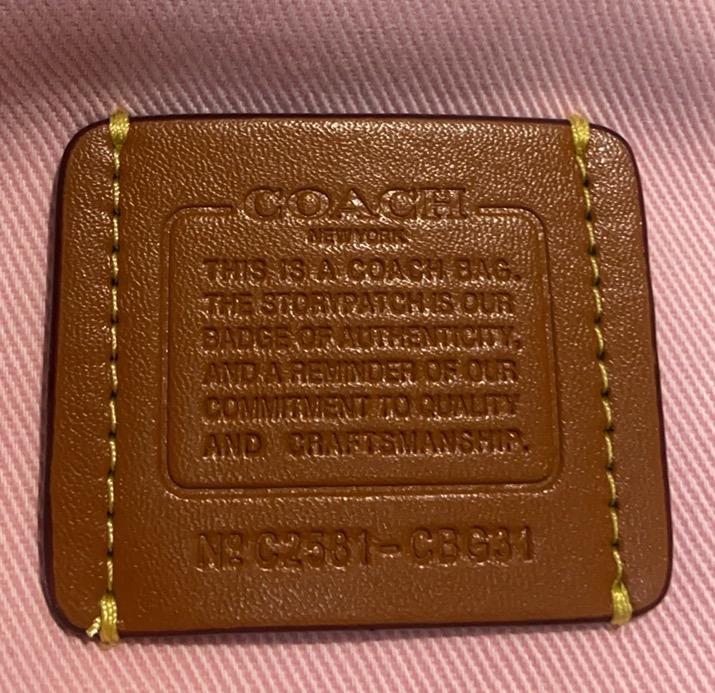 COACH
NEW YORK
THIS IS A COACH BAG.
THE STORYPATCH IS OUR
BADGE OF AUTHENTICITY,
AND A REMINDER OF OUR
COMMITMENT TO QUALITY
AND CRAFTSMANSHIP.
Nº C2581-CBG31